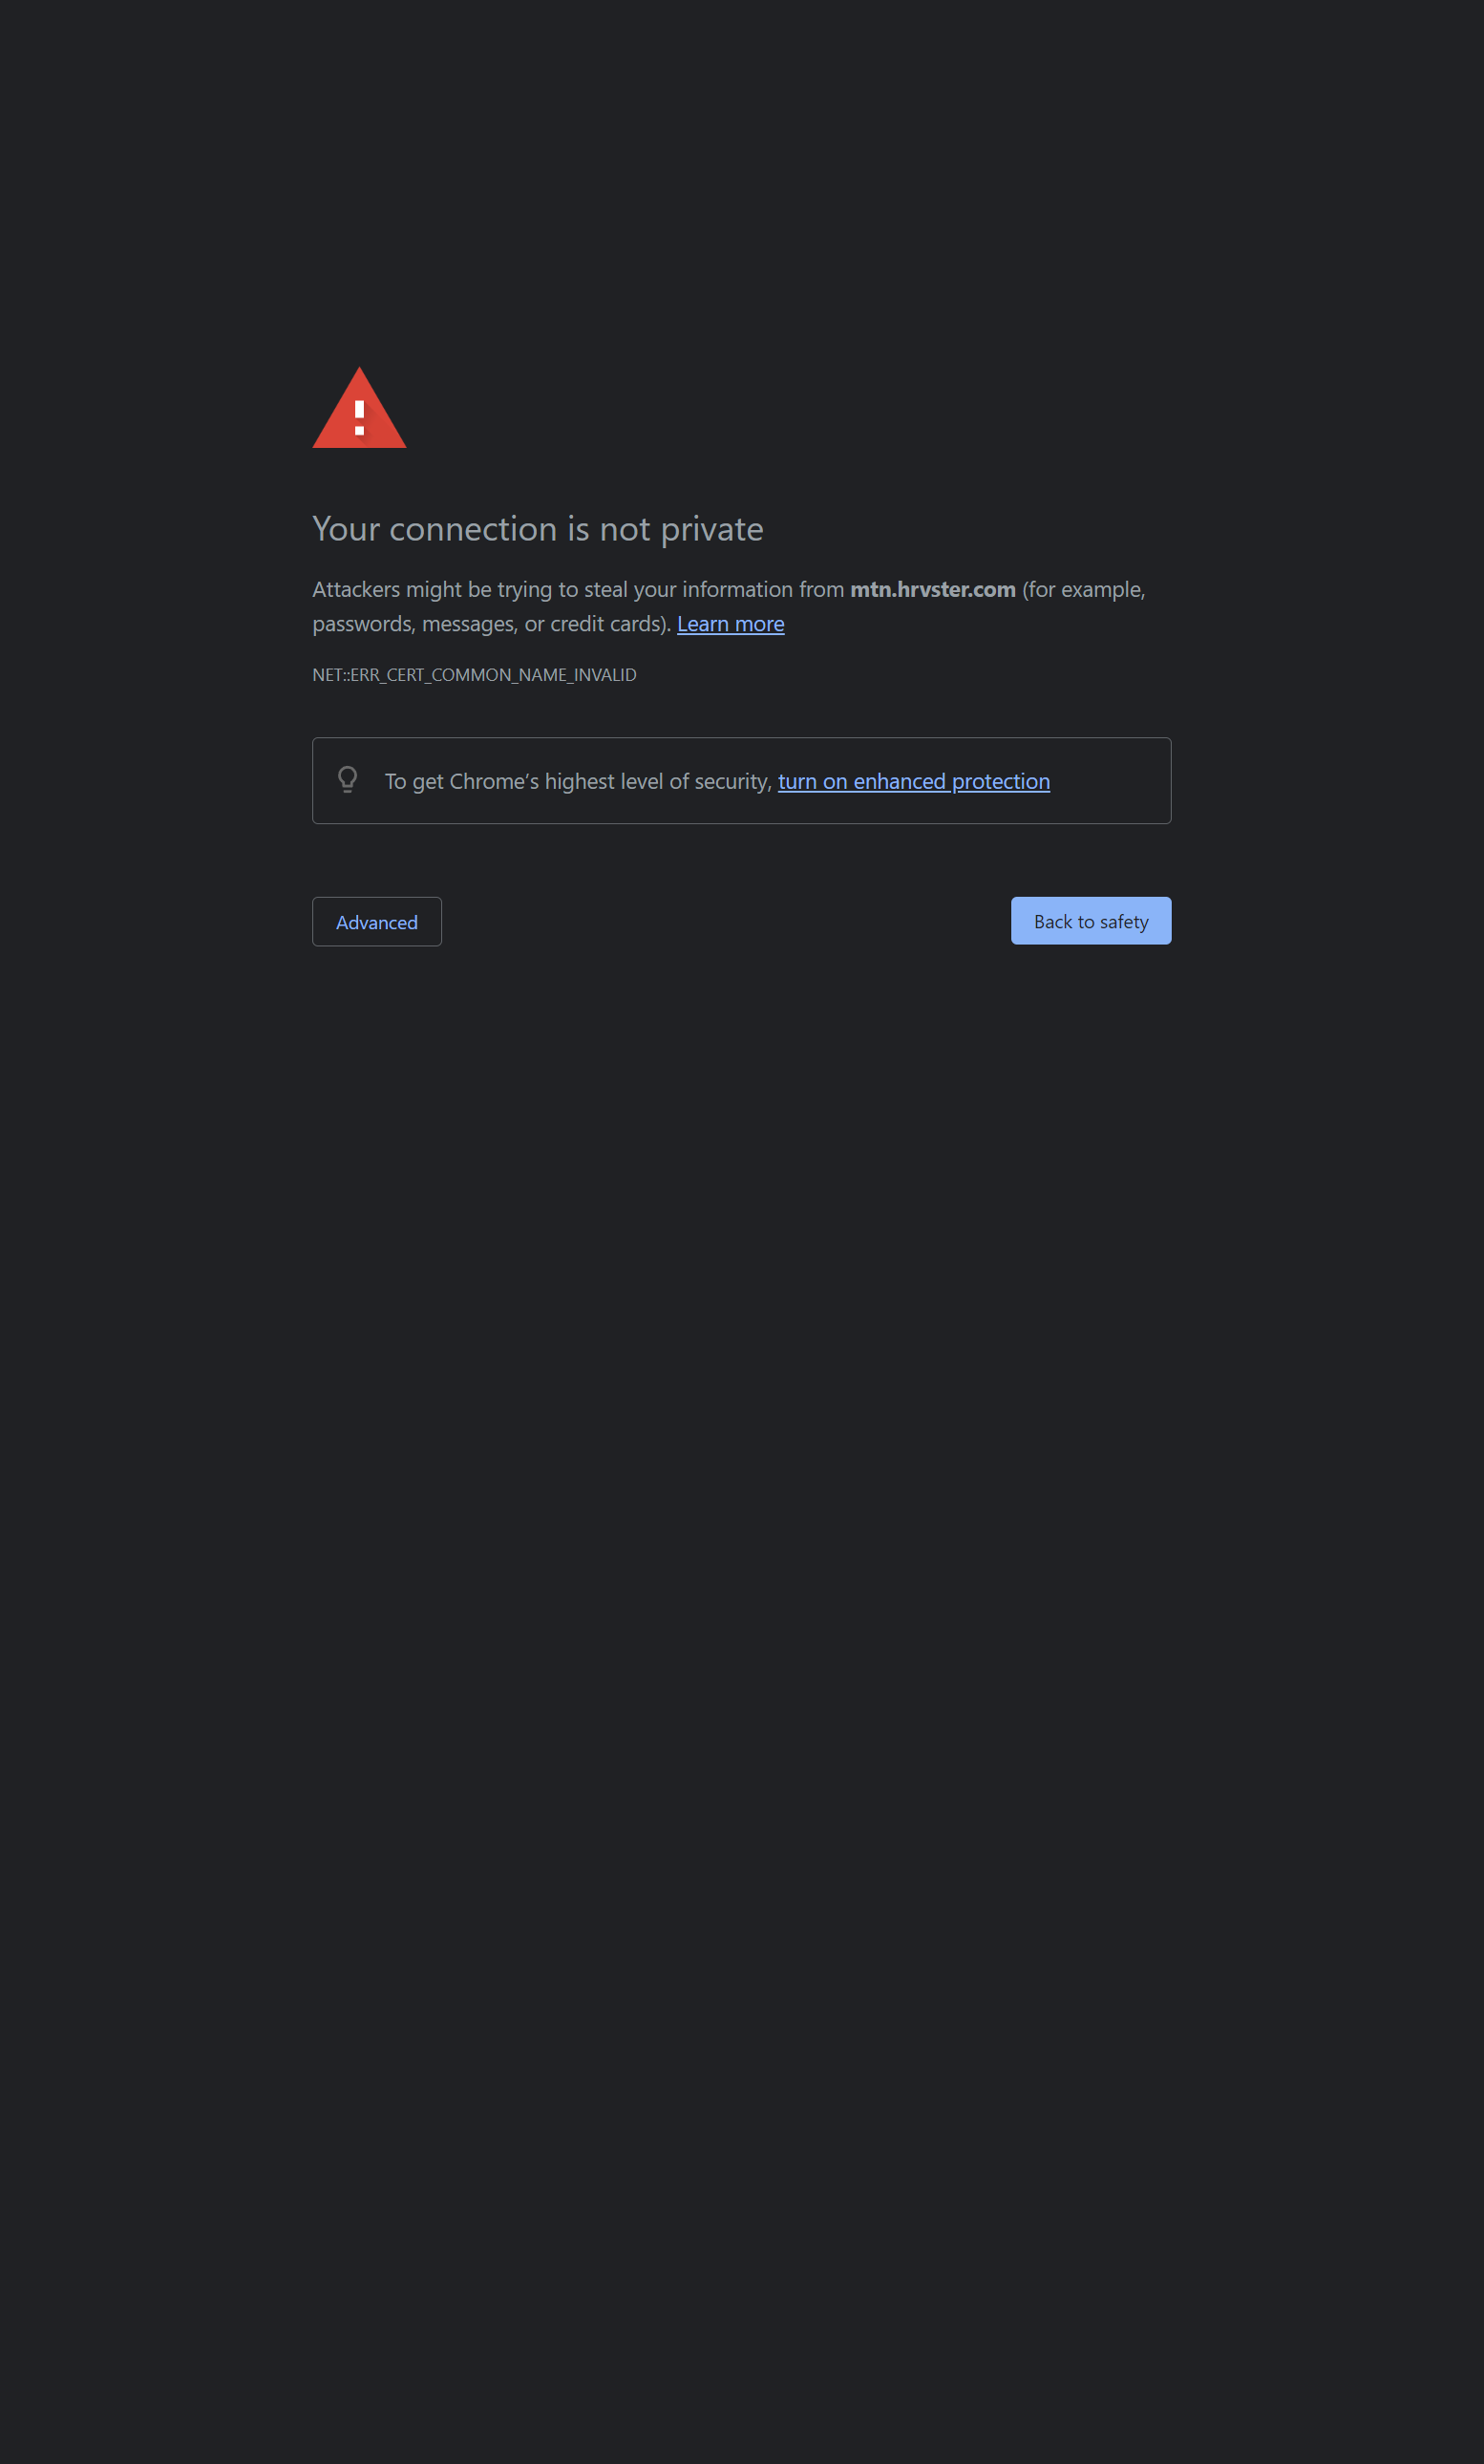 Your connection is not private
Attackers might be trying to steal your information from mtn.hrvster.com (for example,
passwords, messages, or credit cards). Learn more
NET::ERR_CERT_COMMON_NAME_INVALID
To get Chrome’s highest level of security, turn on enhanced protection
Advanced
Back to safety